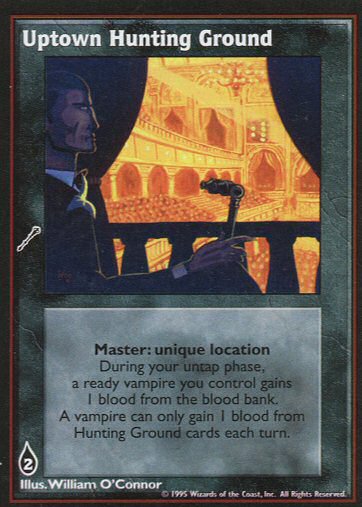 Uptown Hunting Ground
Master: unique location
During your untap phase,
a ready vampire you control gains
1 blood from the blood bank.
A vampire can only gain 1 blood from
Hunting Ground cards each turn.
2
Illus. William O'Connor
© 1995 Wizards of the Coast, Inc. All Rights Reserved.